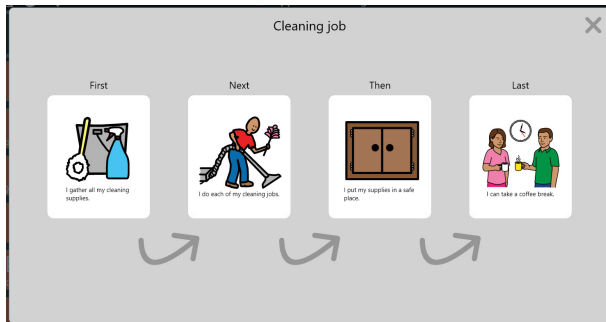 Cleaning job
First
Next
Then
Last
I gather all my cleaning
supplies.
I do each of my cleaning jobs.
I put my supplies in a safe
place.
I can take a coffee break.